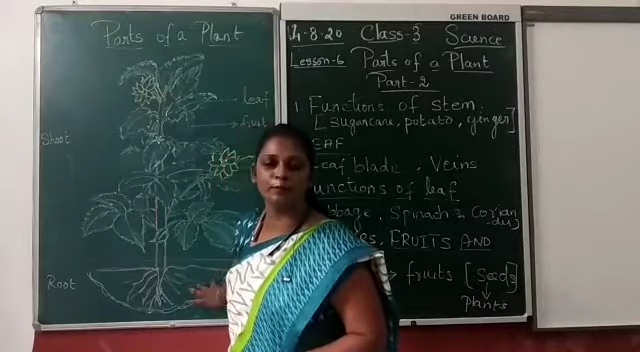 Parts of a Plant
leaf
fruit
Shoot
Root
GREEN BOARD
14.8.20 Class-3 Science
Lesson-6 Parts of a Plant
Part-2
1. Functions of stem.
[sugarcane, potato, ginger]
EAF
eaf blade, Veins
unctions of leaf
bbage, Spinach & Corian
-der]
S, FRUITS AND
fruits [Seeds]
plants